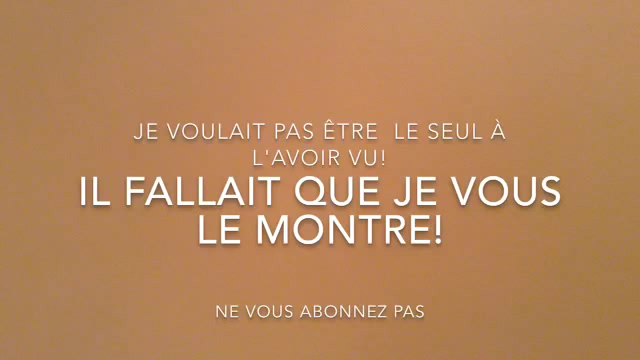 JE VOULAIT PAS ÊTRE LE SEUL À
L'AVOIR VU!
IL FALLAIT QUE JE VOUS
LE MONTRE!
NE VOUS ABONNEZ PAS